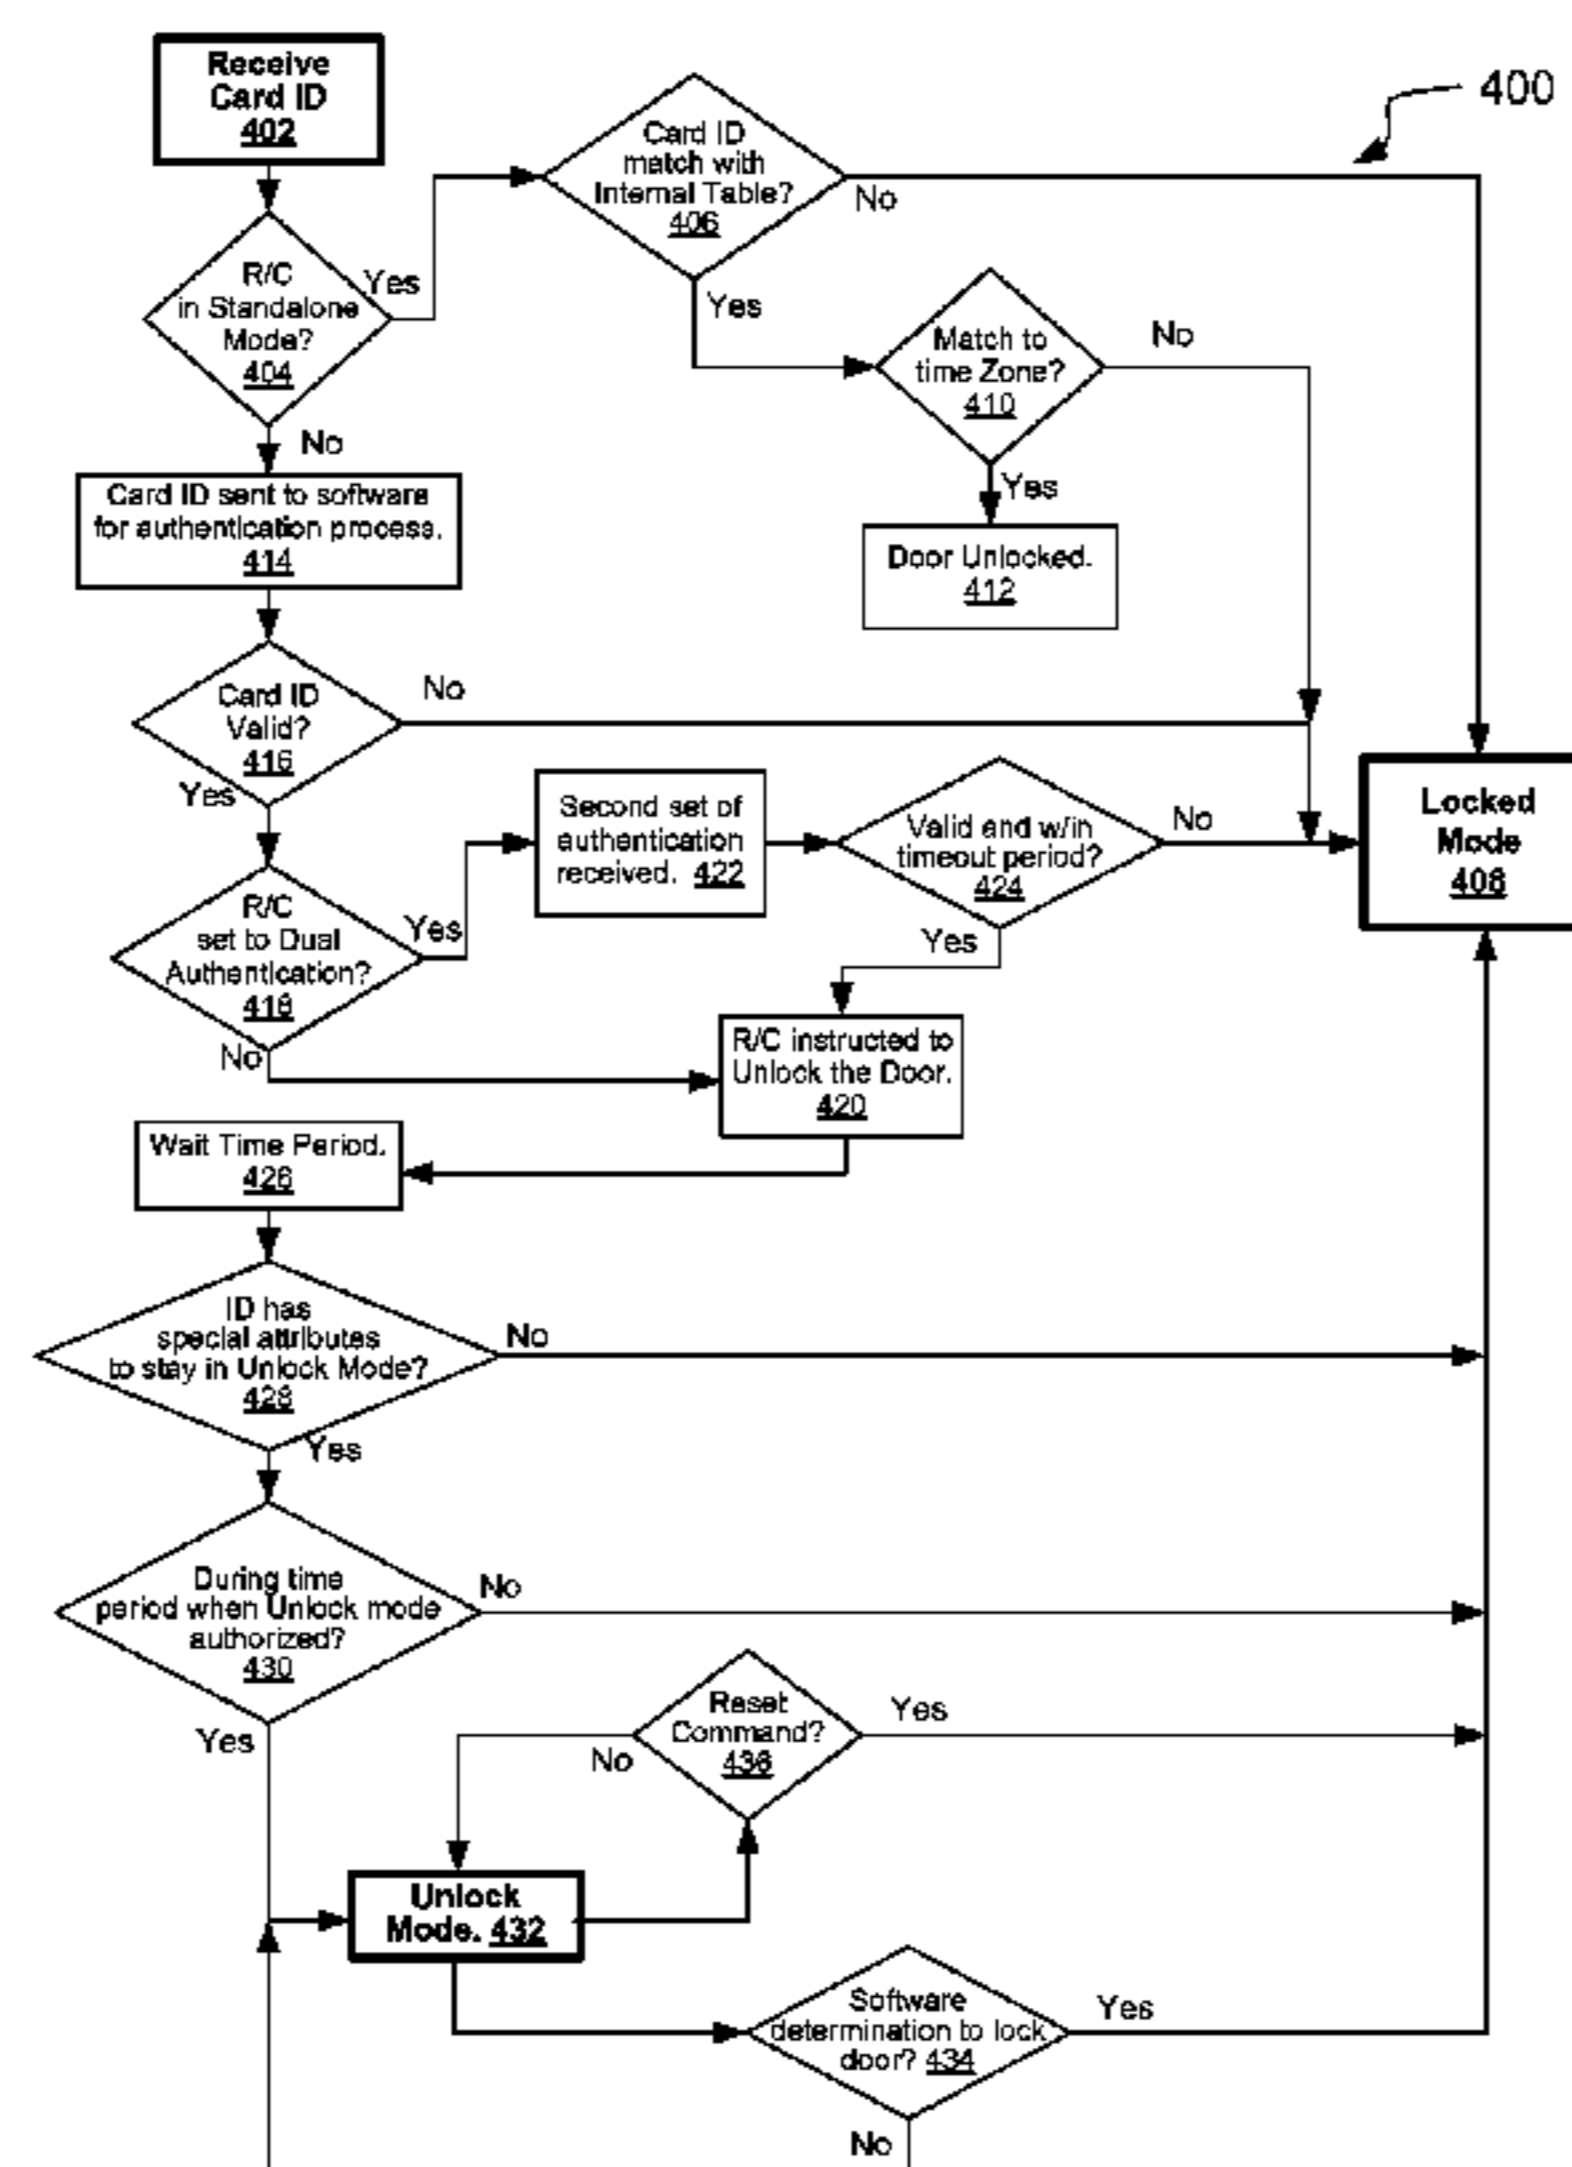 400
Receive
Card ID
402
Card ID
match with
Internal Table?
406
No
Yes
R/C
in Standalone
Mode?
404
Yes
No
Match to
time Zone?
410
No
Yes
Door Unlocked.
412
Card ID sent to software
for authentication process.
414
Card ID
Valid?
416
No
Yes
Second set of
authentication
received. 422
Valid and w/in
timeout period?
424
No
Yes
Locked
Mode
408
R/C
set to Dual
Authentication?
418
Yes
No
R/C instructed to
Unlock the Door.
420
Wait Time Period.
426
ID has
special attributes
to stay in Unlock Mode?
428
No
Yes
During time
period when Unlock mode
authorized?
430
No
Yes
Reset
Command?
436
Yes
No
Unlock
Mode. 432
Software
determination to lock
door? 434
Yes
No